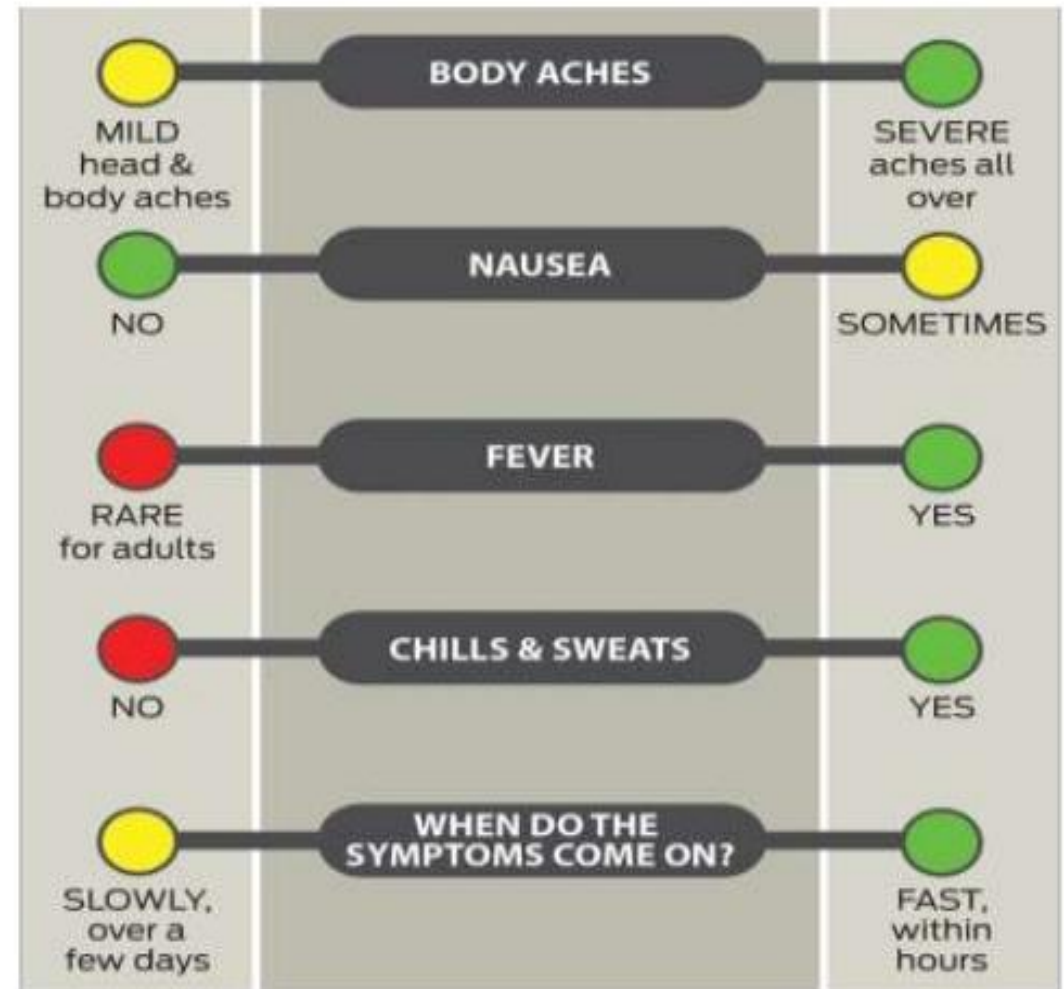 BODY ACHES
MILD
head &
body aches
SEVERE
aches all
over
NAUSEA
NO
SOMETIMES
FEVER
RARE
for adults
YES
CHILLS & SWEATS
NO
YES
WHEN DO THE
SYMPTOMS COME ON?
SLOWLY,
over a
few days
FAST,
within
hours